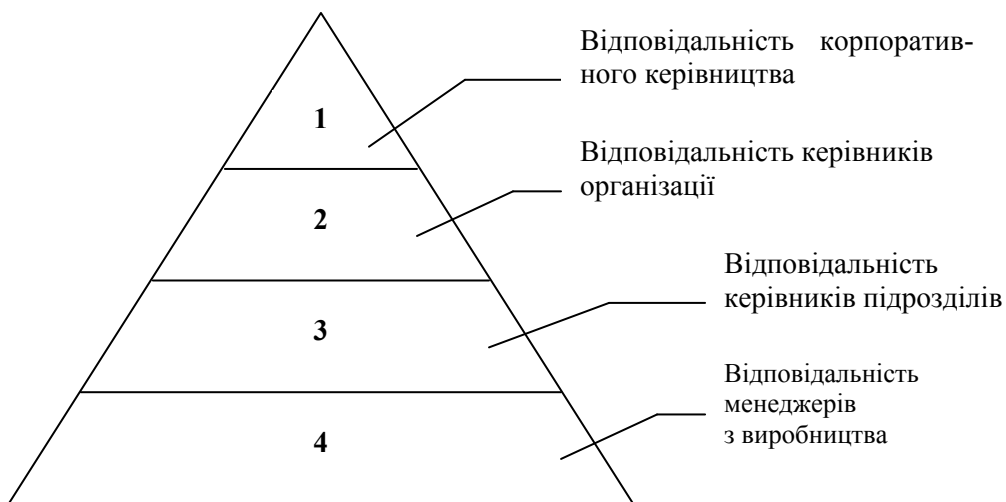 Відповідальність корпоратив-
ного керівництва
1
Відповідальність керівників
організації
2
Відповідальність
керівників підрозділів
3
Відповідальність
менеджерів
з виробництва
4